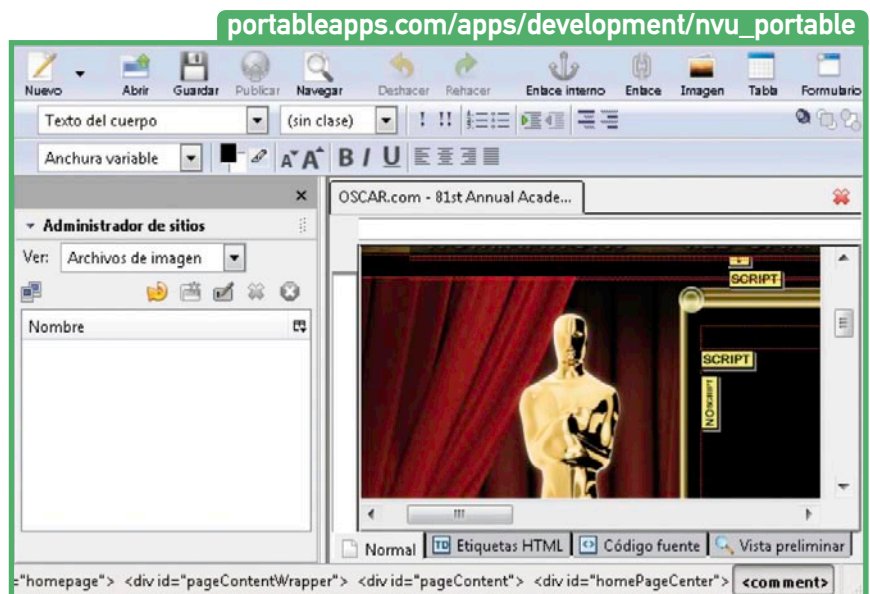 portableapps.com/apps/development/nvu_portable
Nuevo Abrir Guardar Publicar Navegar Deshacer Rehacer Enlace interno Enlace Imagen Tabla Formulario
Texto del cuerpo (sin clase) ! !!
Anchura variable A A B I U
OSCAR.com - 81st Annual Acade...
Administrador de sitios
Ver: Archivos de imagen
Nombre
SCRIPT
SCRIPT
NOSCRIPT
Normal TD Etiquetas HTML Código fuente Vista preliminar
="homepage"> <div id="pageContentWrapper"> <div id="pageContent"> <div id="homePageCenter"> <comment>